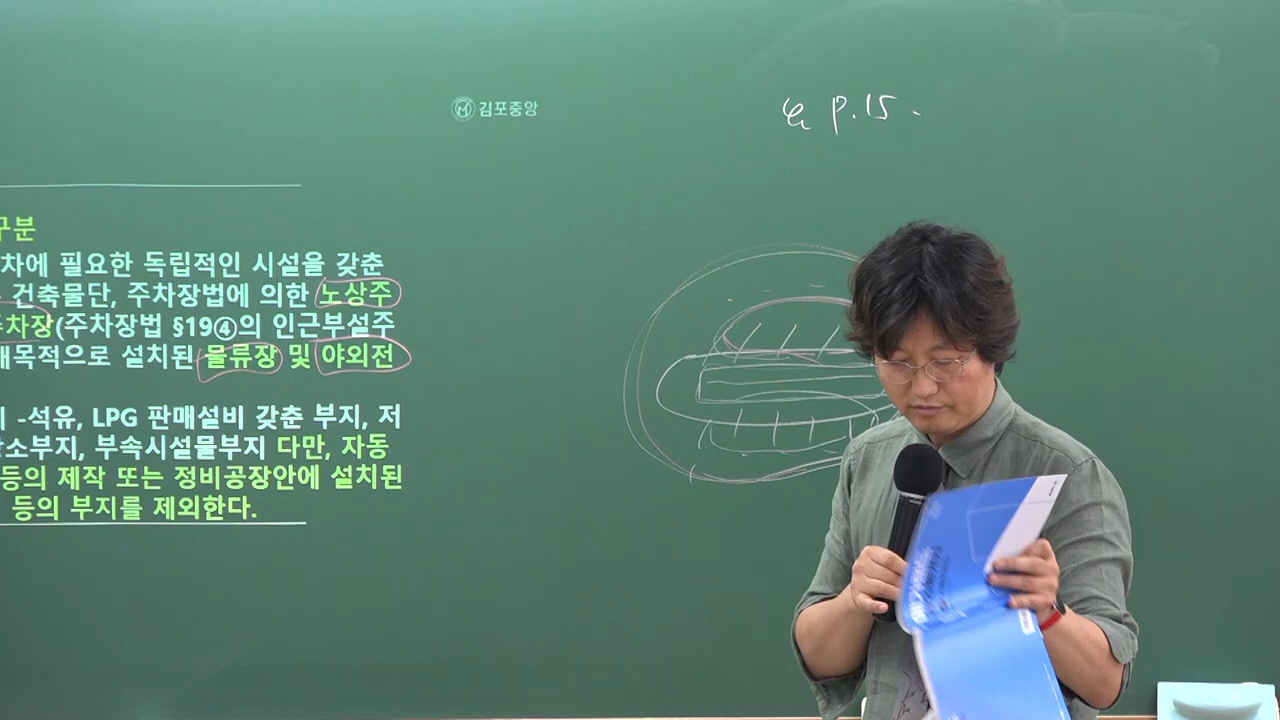 김포중앙
p.15.
구분
차에 필요한 독립적인 시설을 갖춘
건축물단, 주차장법에 의한 노상주
주차장(주차장법 §19④의 인근부설주
매목적으로 설치된 물류장 및 야외전
-석유, LPG 판매설비 갖춘 부지, 저
소부지, 부속시설물부지 다만, 자동
등의 제작 또는 정비공장안에 설치된
등의 부지를 제외한다.